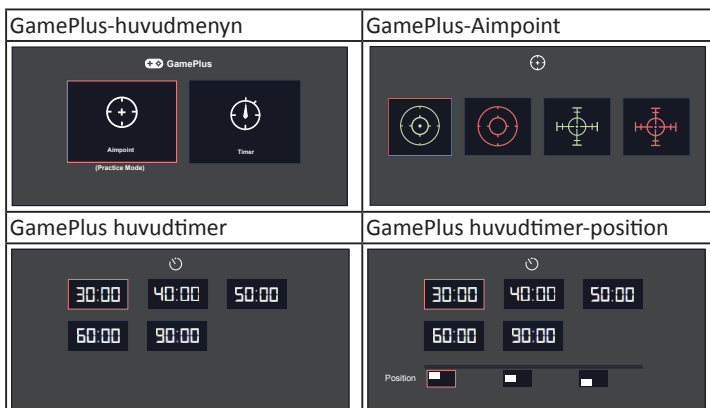 GamePlus-huvudmenyn
GamePlus
Aimpoint
Timer
(Practice Mode)
GamePlus-Aimpoint
GamePlus huvudtimer
30:00 40:00 50:00
60:00 90:00
GamePlus huvudtimer-position
30:00 40:00 50:00
60:00 90:00
Position